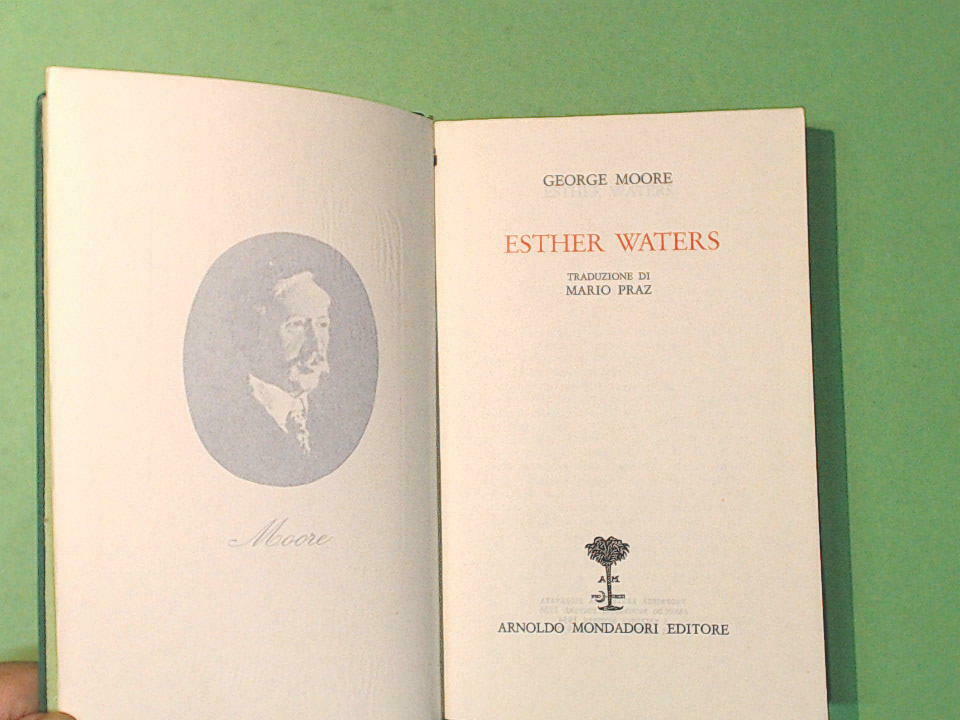 Moore
GEORGE MOORE
ESTHER WATERS
TRADUZIONE DI
MARIO PRAZ
A M
ARNOLDO MONDADORI EDITORE